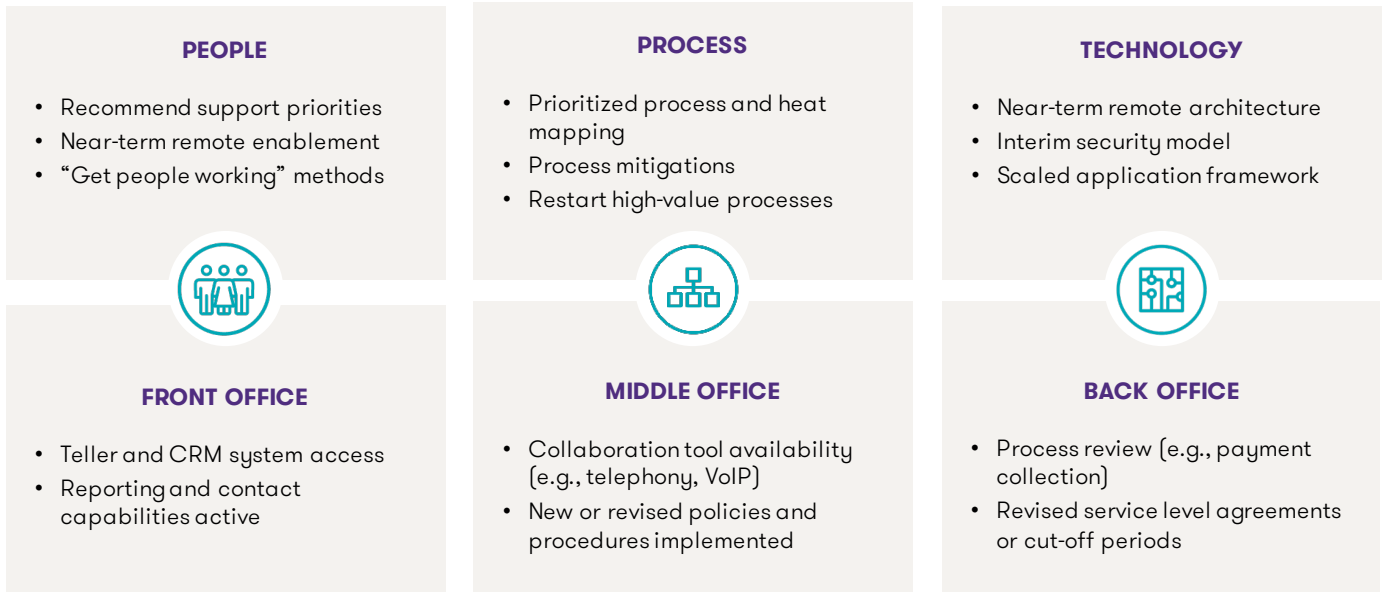 PEOPLE
• Recommend support priorities
• Near-term remote enablement
• “Get people working” methods
PROCESS
• Prioritized process and heat
mapping
• Process mitigations
• Restart high-value processes
TECHNOLOGY
• Near-term remote architecture
• Interim security model
• Scaled application framework
FRONT OFFICE
• Teller and CRM system access
• Reporting and contact
capabilities active
MIDDLE OFFICE
• Collaboration tool availability
(e.g., telephony, VoIP)
• New or revised policies and
procedures implemented
BACK OFFICE
• Process review (e.g., payment
collection)
• Revised service level agreements
or cut-off periods